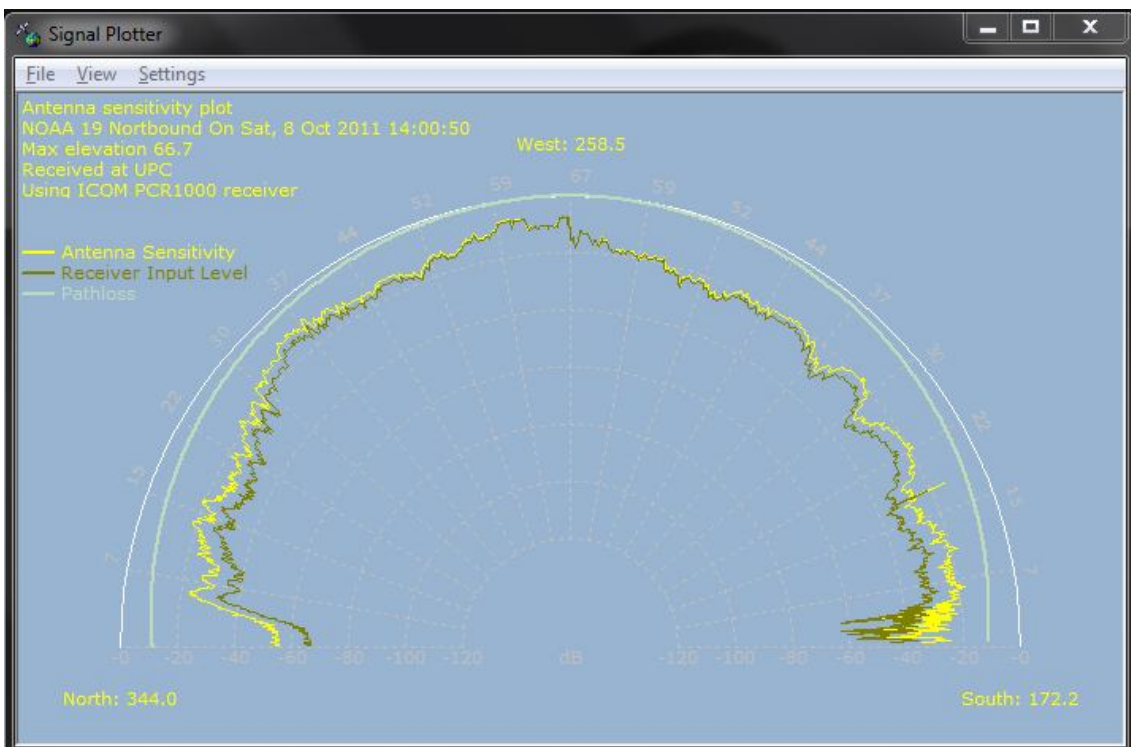 Signal Plotter
File View Settings
Antenna sensitivity plot
NOAA 19 Nortbound On Sat, 8 Oct 2011 14:00:50
Max elevation 66.7
Received at UPC
Using ICOM PCR1000 receiver
West: 258.5
Antenna Sensitivity
Receiver Input Level
Pathloss
7 15 22 30 37 44 52 59 67 59 52 44 37 30 22 15 7
-0 -20 -40 -60 -80 -100 -120 dB -120 -100 -80 -60 -40 -20 -0
North: 344.0
South: 172.2